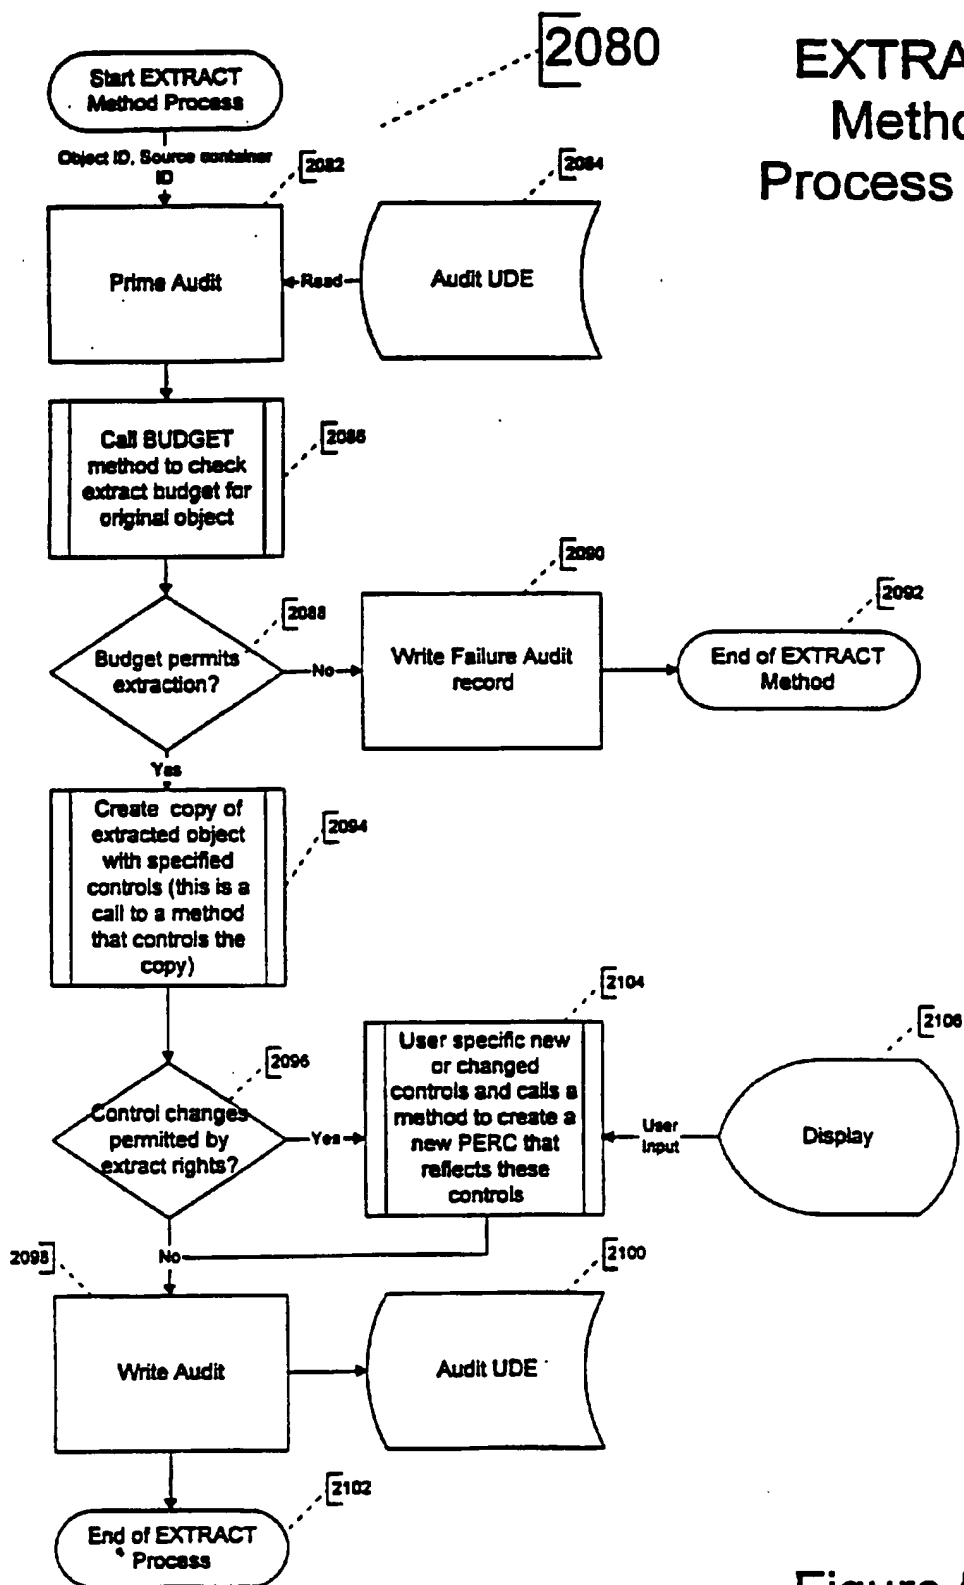 2080
EXTRA
Metho
Process
Start EXTRACT
Method Process
Object ID, Source container
ID
2082
2084
Prime Audit
Read
Audit UDE
Call BUDGET
method to check
extract budget for
original object
2086
2088
Budget permits
extraction?
No
2090
Write Failure Audit
record
2092
End of EXTRACT
Method
Yes
Create copy of
extracted object
with specified
controls (this is a
call to a method
that controls the
copy)
2094
2096
Control changes
permitted by
extract rights?
Yes
2104
User specific new
or changed
controls and calls a
method to create a
new PERC that
reflects these
controls
User
Input
2106
Display
No
2098
Write Audit
2100
Audit UDE
2102
End of EXTRACT
Process
Figure